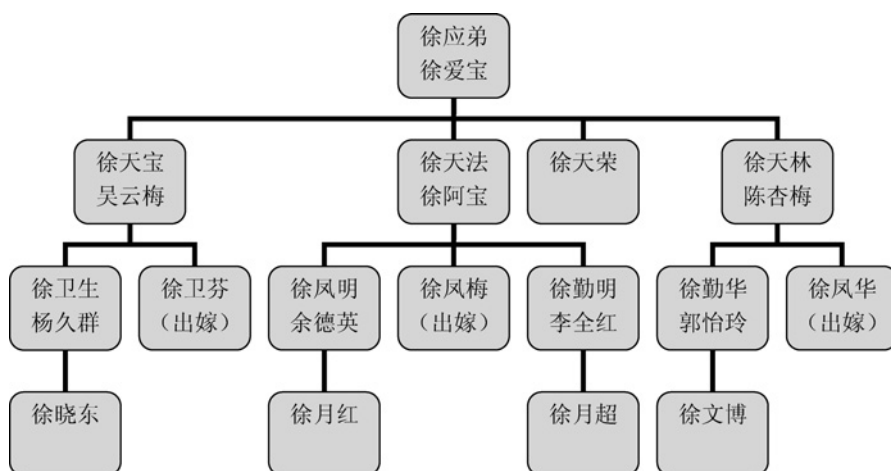 徐应弟
徐爱宝
徐天宝
吴云梅
徐天法
徐阿宝
徐天荣
徐天林
陈杏梅
徐卫生
杨久群
徐卫芬
（出嫁）
徐凤明
余德英
徐凤梅
（出嫁）
徐勤明
李全红
徐勤华
郭怡玲
徐凤华
（出嫁）
徐晓东
徐月红
徐月超
徐文博